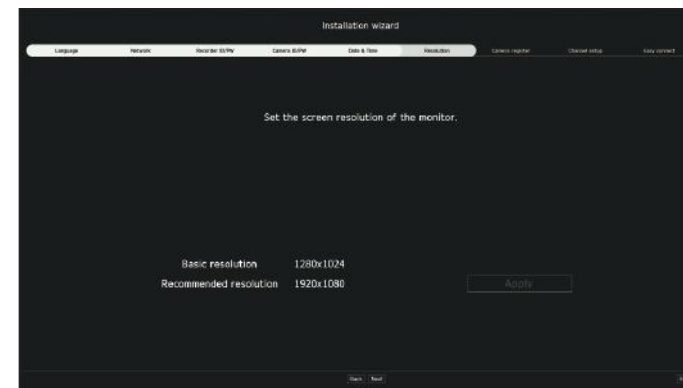 Installation wizard
Language Network Recorder ID/PW Camera ID/PW Date & Time Resolution Camera register Channel setup Easy connect
Set the screen resolution of the monitor.
Basic resolution 1280x1024
Recommended resolution 1920x1080 Apply
Back Next